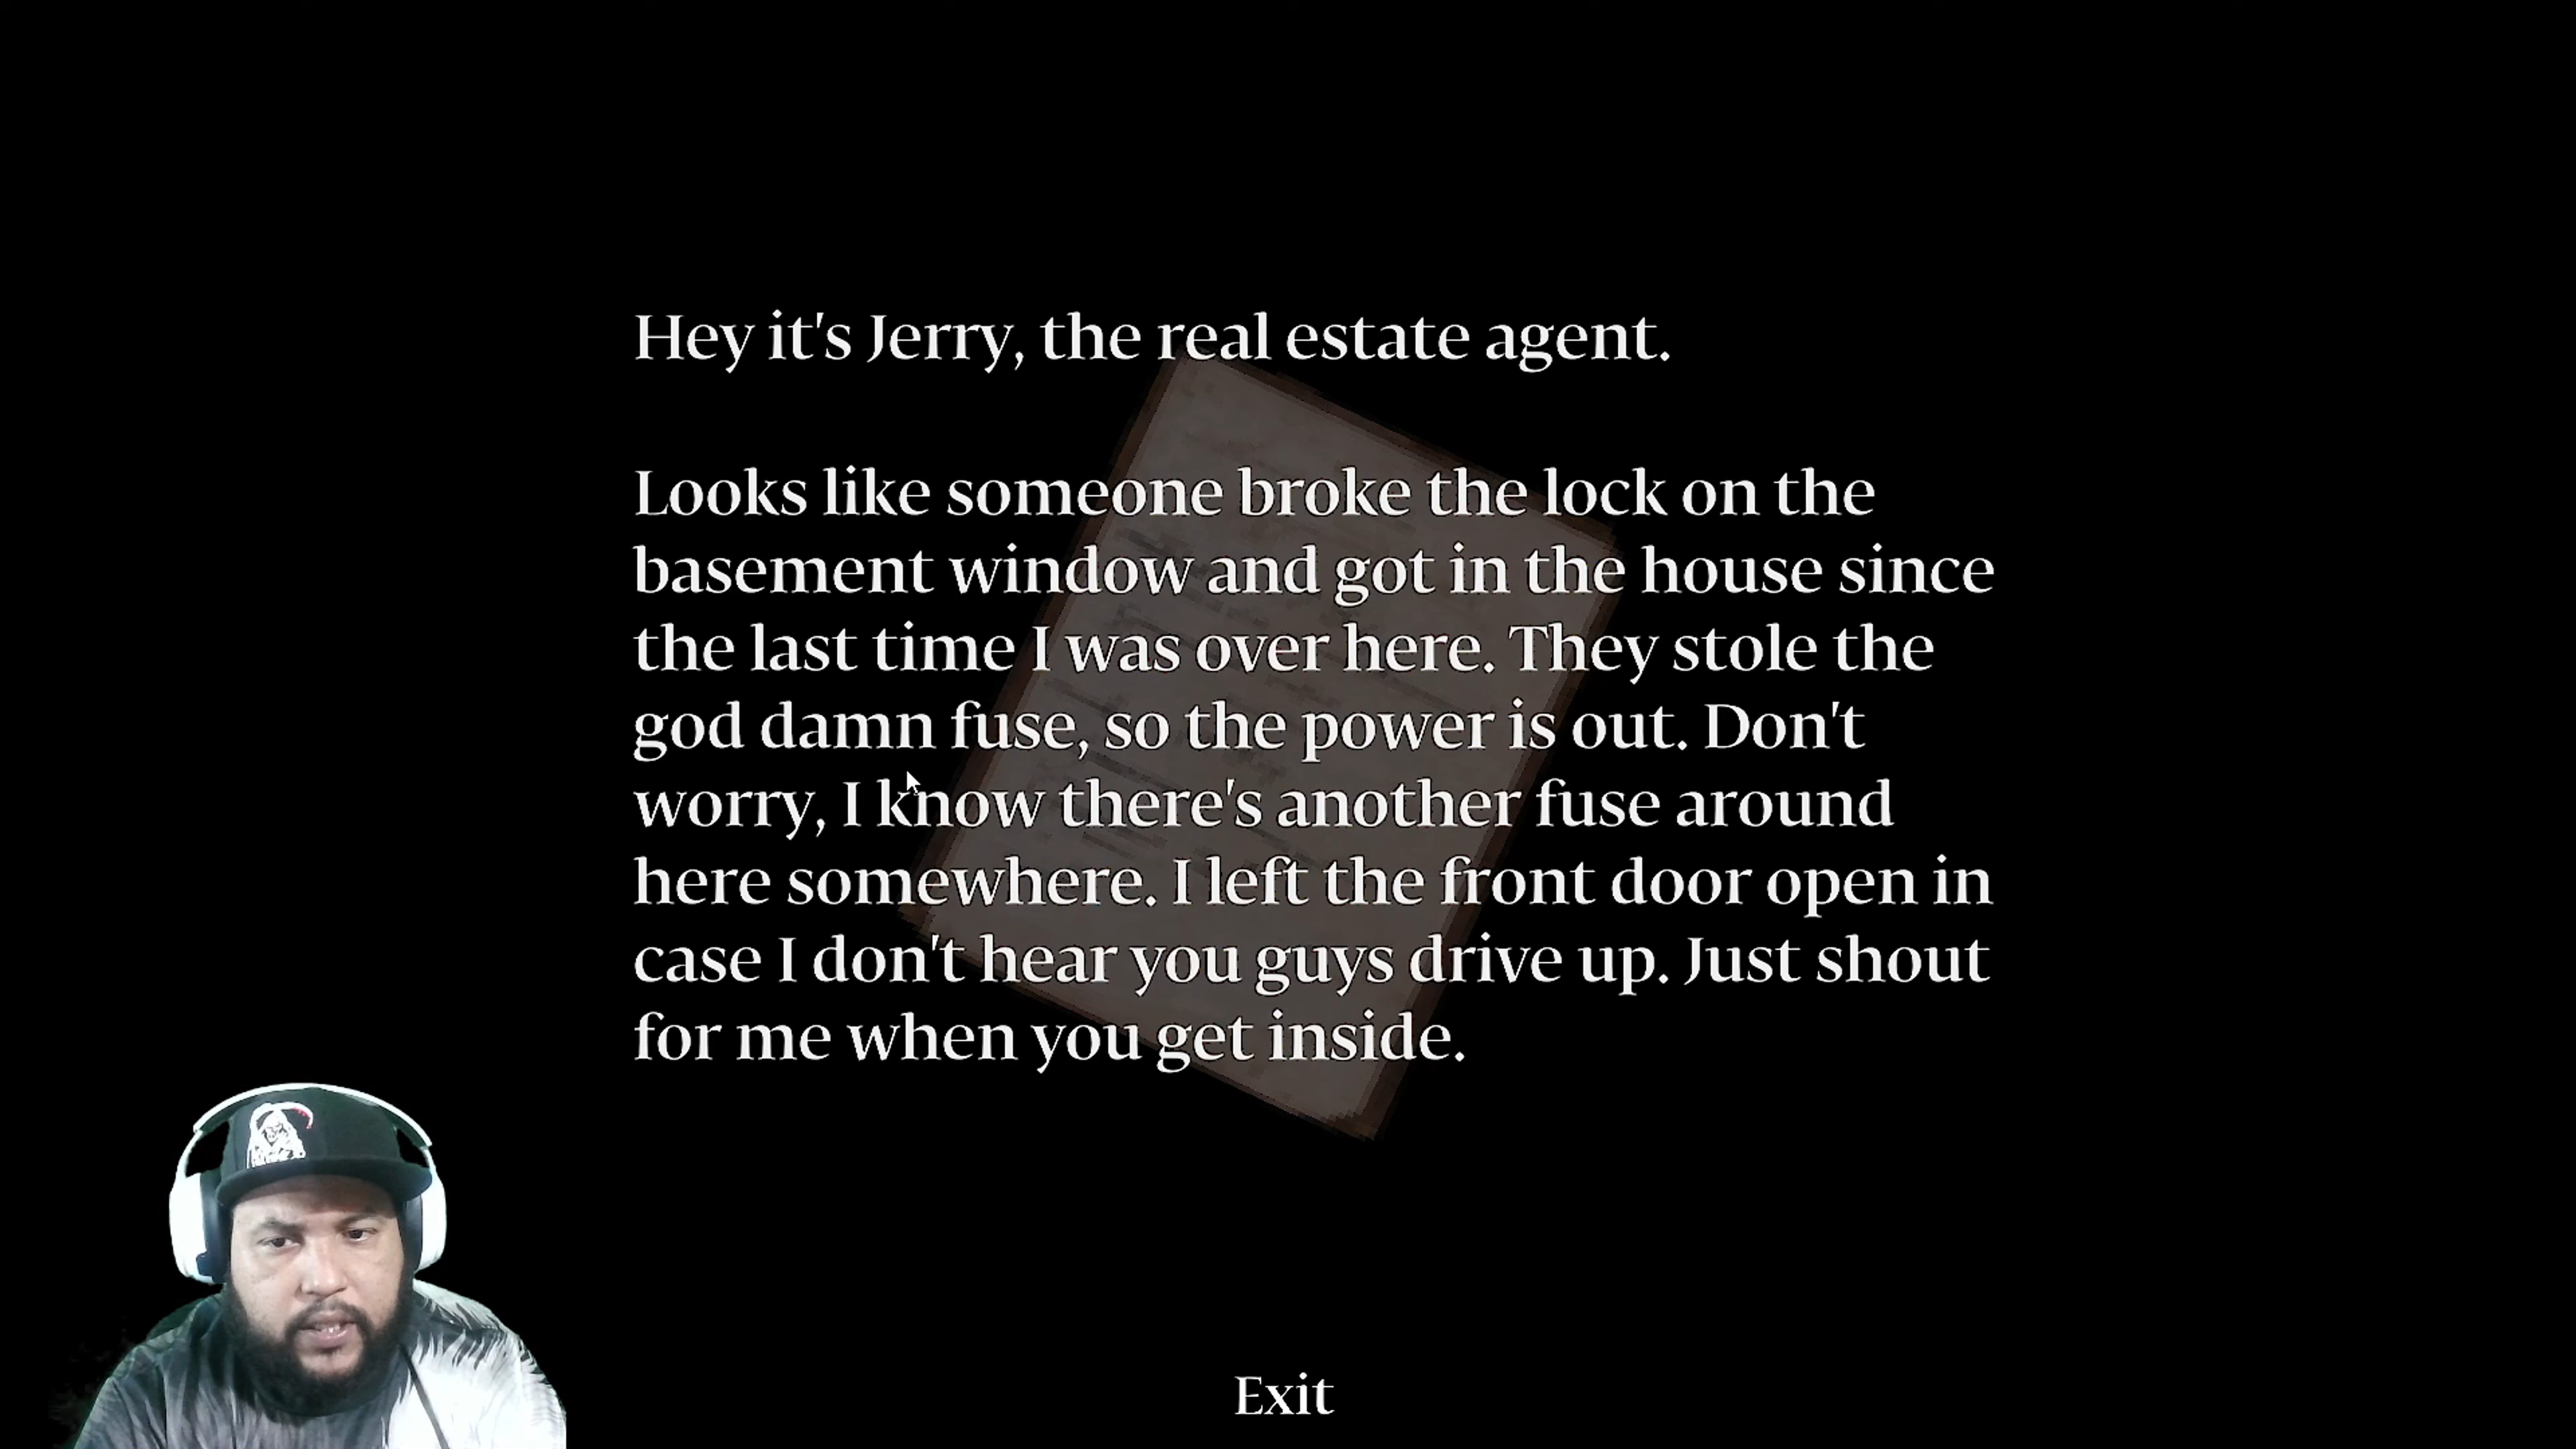 Hey it's Jerry, the real estate agent.
Looks like someone broke the lock on the
basement window and got in the house since
the last time I was over here. They stole the
god damn fuse, so the power is out. Don't
worry, I know there's another fuse around
here somewhere. I left the front door open in
case I don't hear you guys drive up. Just shout
for me when you get inside.
Exit